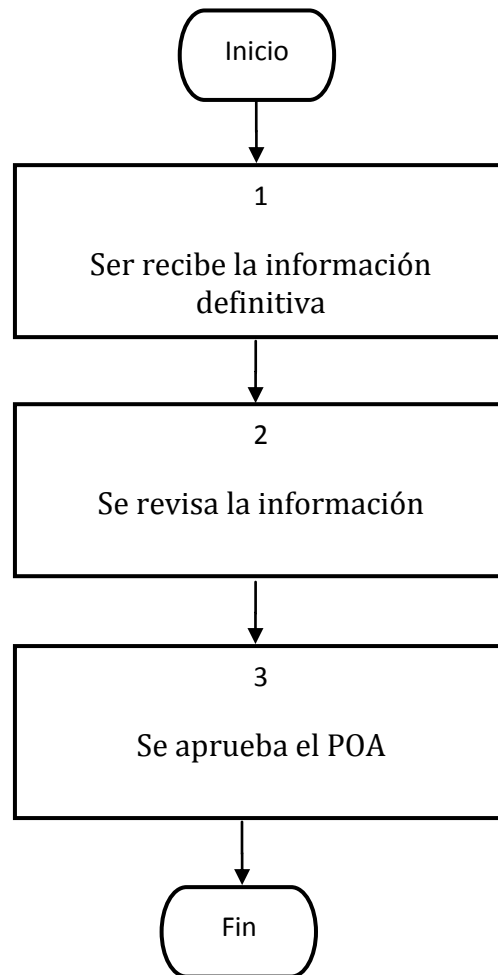 Inicio
1
Ser recibe la información
definitiva
2
Se revisa la información
3
Se aprueba el POA
Fin